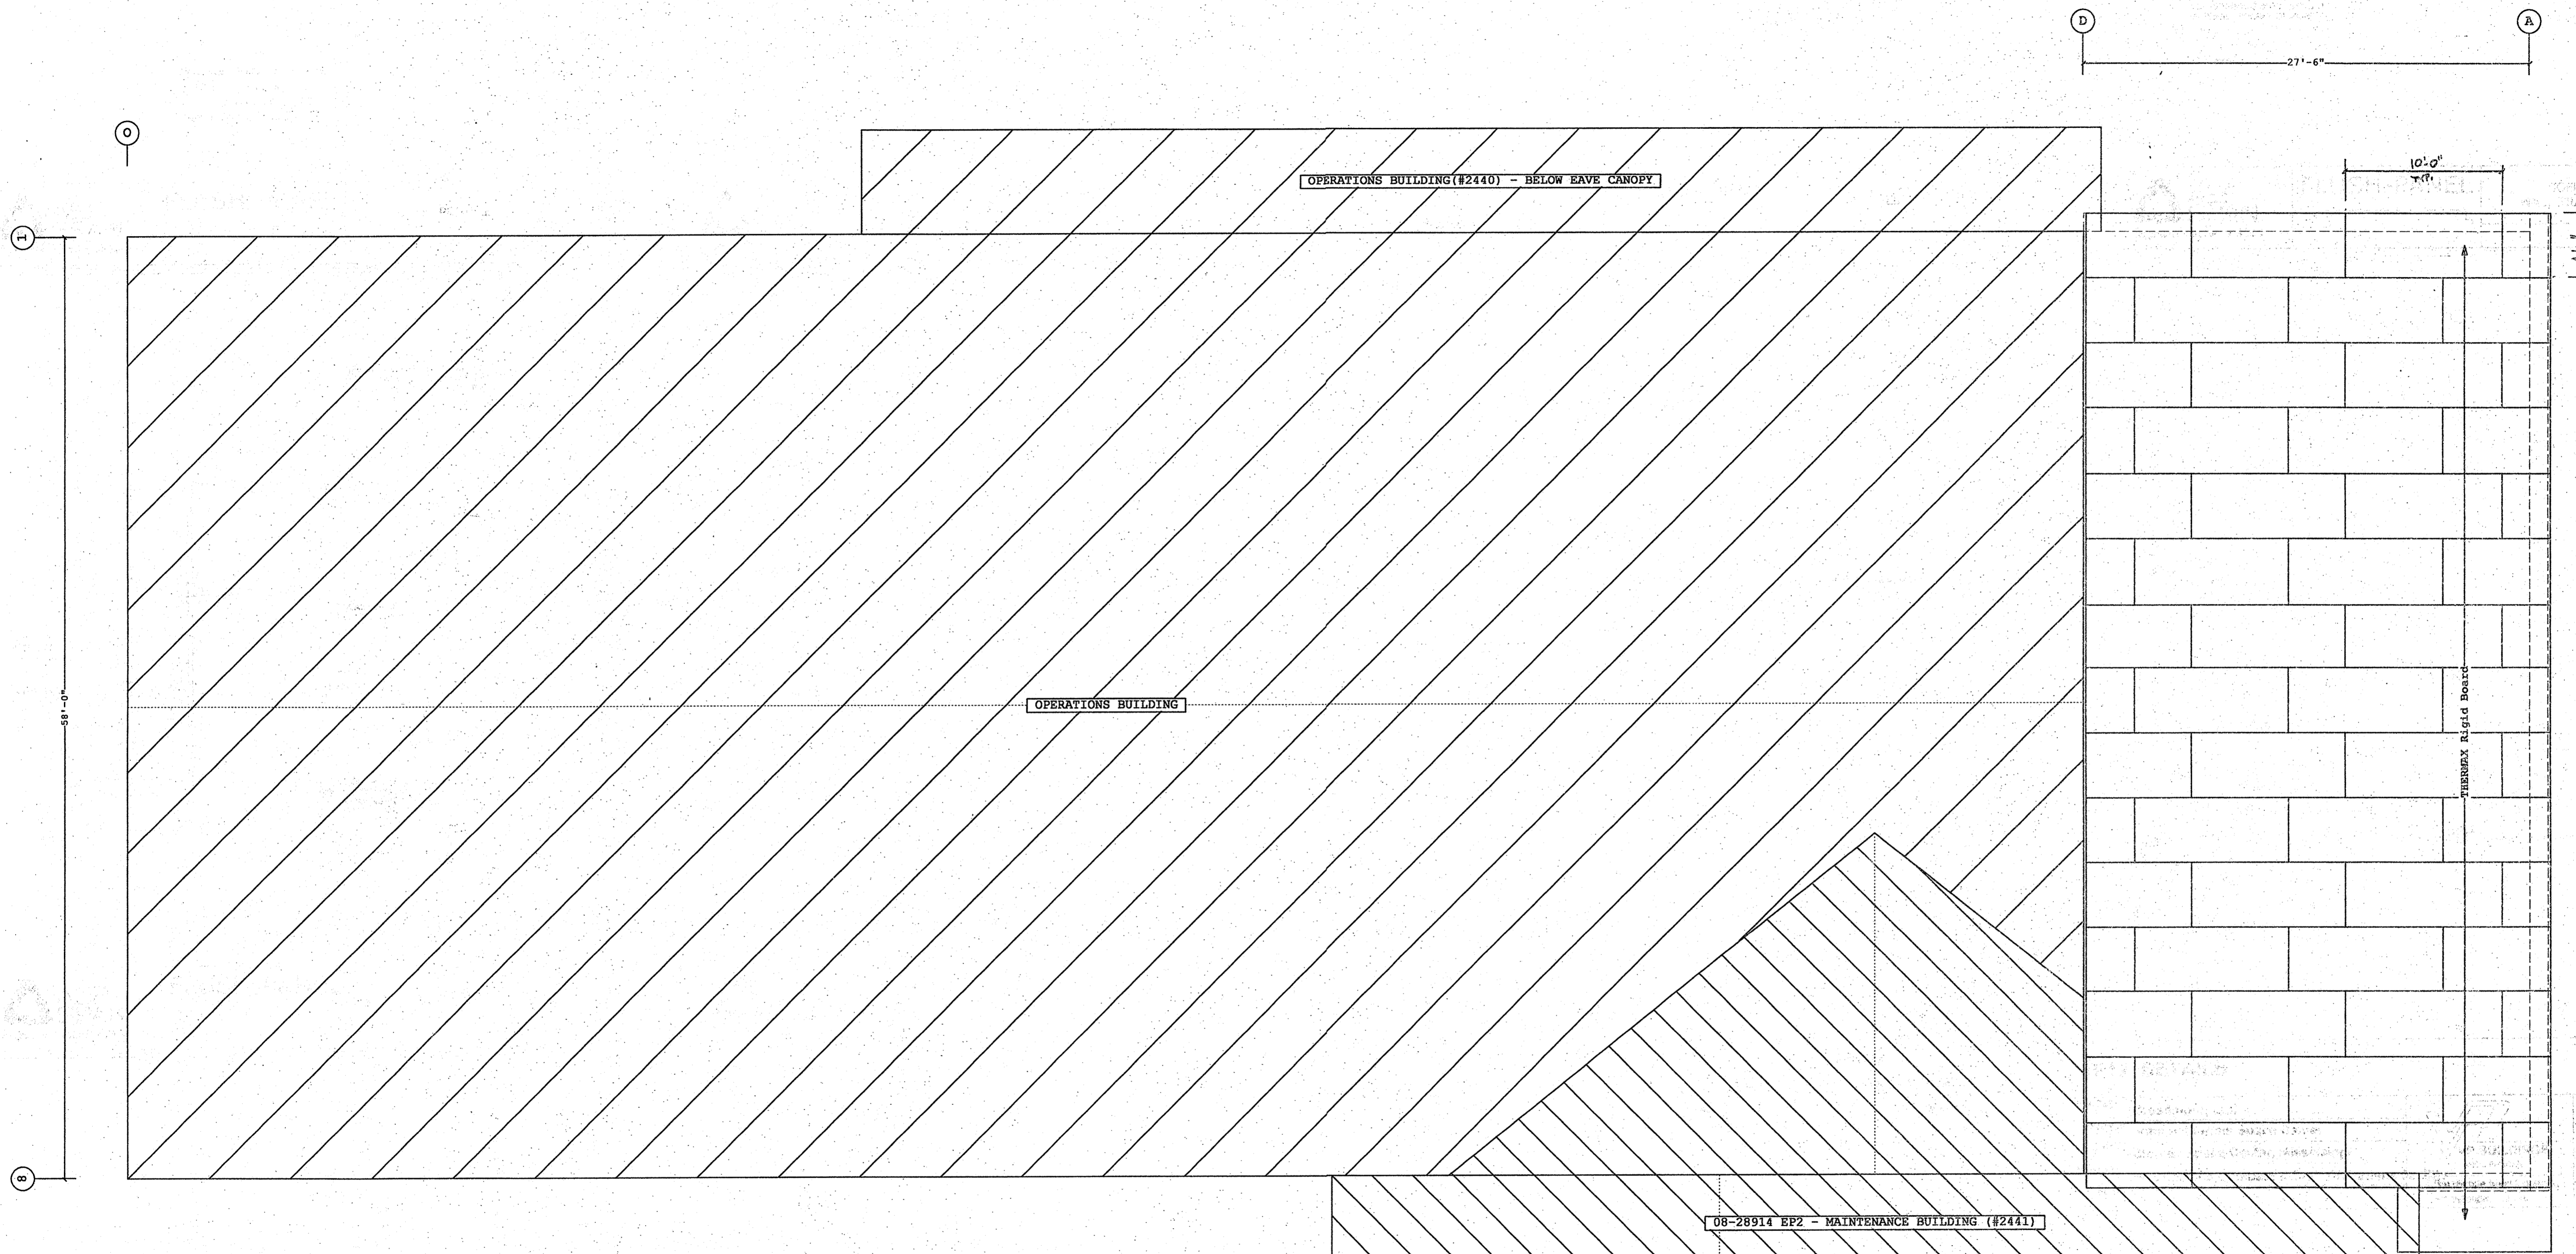 D
A
27'-6"
O
10'-0"
TYP.
OPERATIONS BUILDING(#2440) - BELOW EAVE CANOPY
1
58'-0"
OPERATIONS BUILDING
THERMAX Rigid Board
8
08-28914 EP2 - MAINTENANCE BUILDING (#2441)